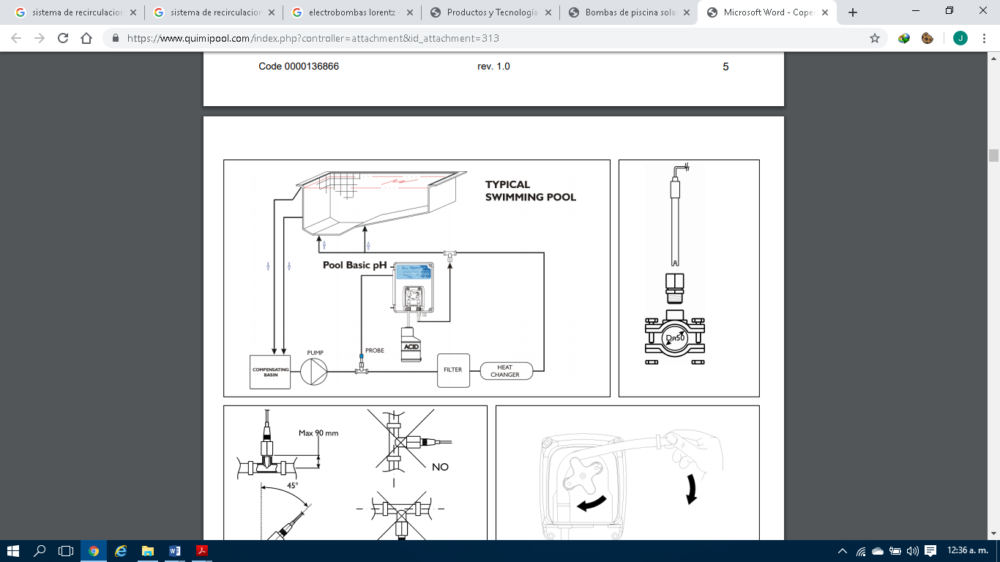 sistema de recirculacion
sistema de recirculacion
electrobombas lorentz -
Productos y Tecnología
Bombas de piscina sola
Microsoft Word - Coper
https://www.quimipool.com/index.php?controller=attachment&id_attachment=313
J
Code 0000136866 rev. 1.0 5
TYPICAL
SWIMMING POOL
Pool Basic pH
ACID
PUMP
PROBE
COMPENSATING
BASIN
FILTER
HEAT
CHANGER
Dn50
Max 90 mm
NO
45°
12:36 a. m.